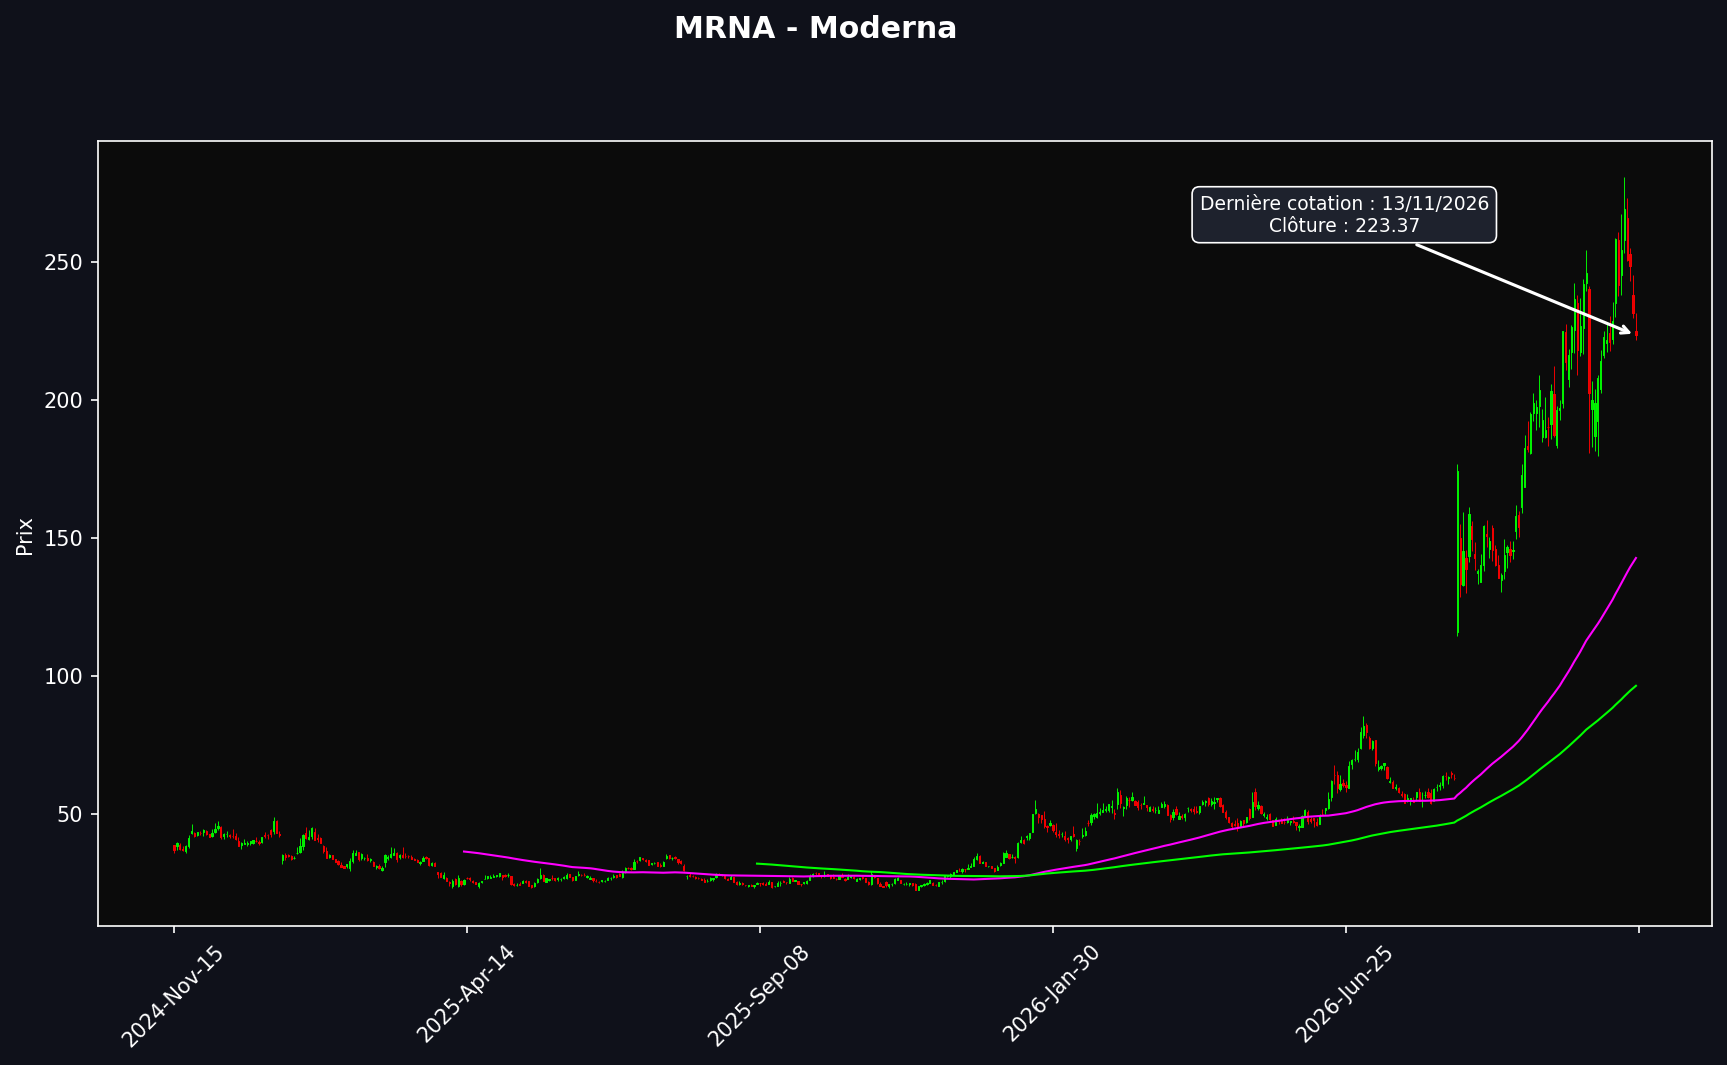 MRNA - Moderna
Dernière cotation : 13/11/2026
Clôture : 223.37
Prix
250
200
150
100
50
2024-Nov-15
2025-Apr-14
2025-Sep-08
2026-Jan-30
2026-Jun-25